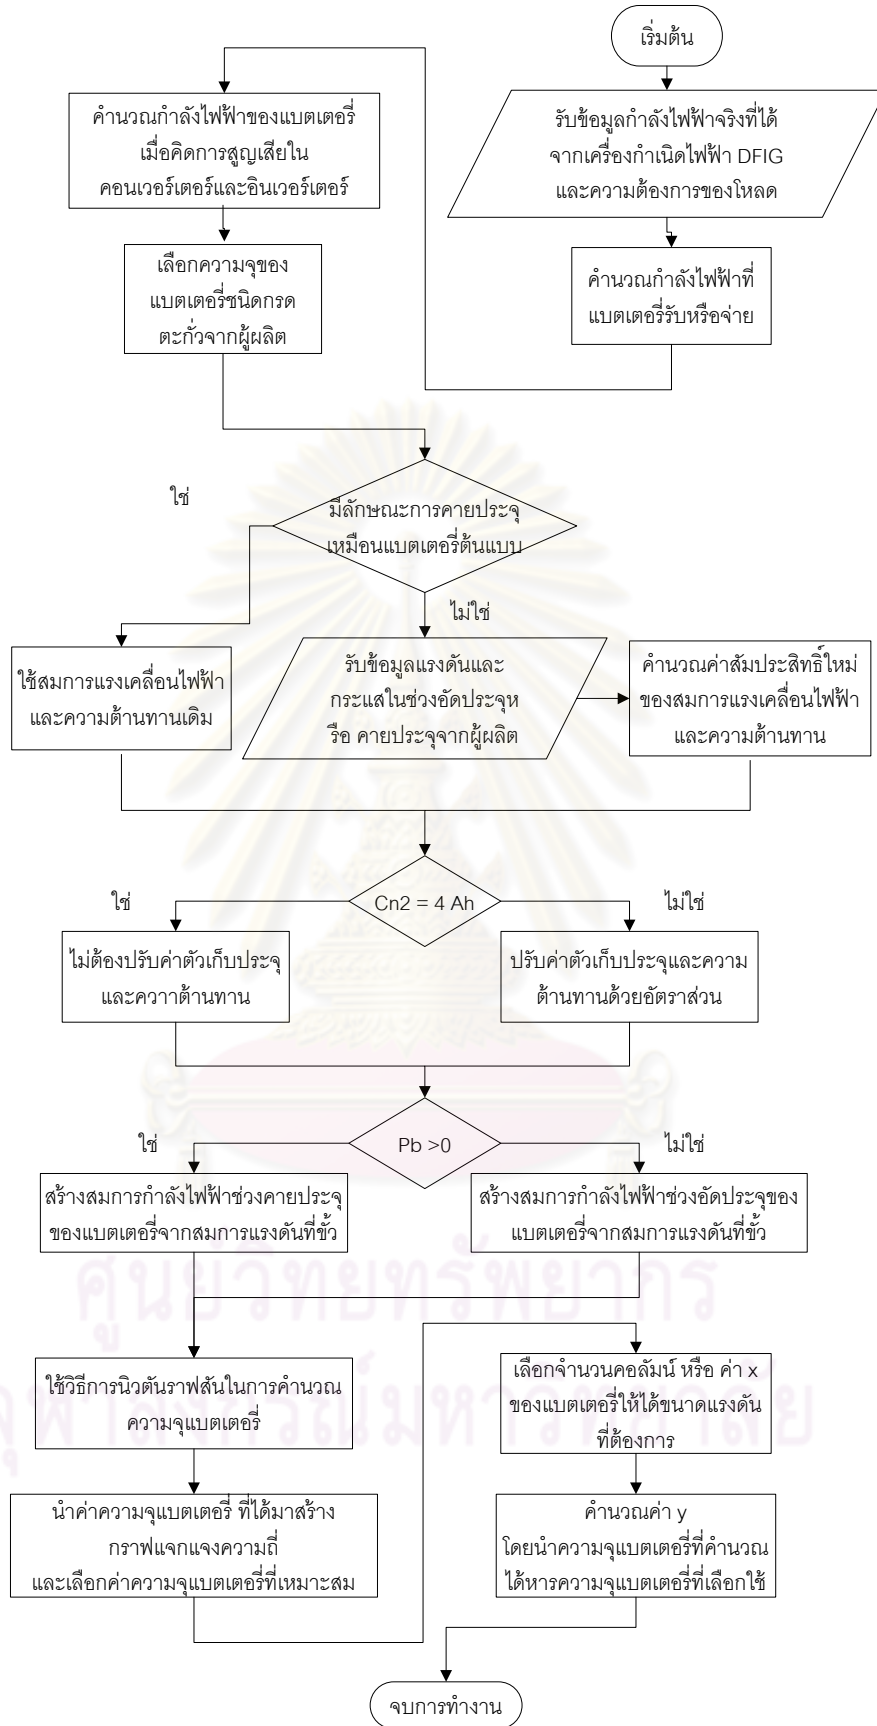 เริ่มต้น
รับข้อมูลกำลังไฟฟ้าจริงที่ได้
จากเครื่องกำเนิดไฟฟ้า DFIG
และความต้องการของโหลด
คำนวณกำลังไฟฟ้าที่
แบตเตอรี่รับหรือจ่าย
คำนวณกำลังไฟฟ้าของแบตเตอรี่
เมื่อคิดการสูญเสียใน
คอนเวอร์เตอร์และอินเวอร์เตอร์
เลือกความจุของ
แบตเตอรี่ชนิดกรด
ตะกั่วจากผู้ผลิต
มีลักษณะการคายประจุ
เหมือนแบตเตอรี่ต้นแบบ
ใช่
ไม่ใช่
ใช้สมการแรงเคลื่อนไฟฟ้า
และความต้านทานเดิม
รับข้อมูลแรงดันและ
กระแสในช่วงอัดประจุห
รือ คายประจุจากผู้ผลิต
คำนวณค่าสัมประสิทธิ์ใหม่
ของสมการแรงเคลื่อนไฟฟ้า
และความต้านทาน
Cn2 = 4 Ah
ใช่
ไม่ใช่
ไม่ต้องปรับค่าตัวเก็บประจุ
และควาาต้านทาน
ปรับค่าตัวเก็บประจุและความ
ต้านทานด้วยอัตราส่วน
Pb >0
ใช่
ไม่ใช่
สร้างสมการกำลังไฟฟ้าช่วงคายประจุ
ของแบตเตอรี่จากสมการแรงดันที่ขั้ว
สร้างสมการกำลังไฟฟ้าช่วงอัดประจุของ
แบตเตอรี่จากสมการแรงดันที่ขั้ว
ใช้วิธีการนิวตันราฟสันในการคำนวณ
ความจุแบตเตอรี่
นำค่าความจุแบตเตอรี่ ที่ได้มาสร้าง
กราฟแจกแจงความถี่
และเลือกค่าความจุแบตเตอรี่ที่เหมาะสม
เลือกจำนวนคอลัมน์ หรือ ค่า x
ของแบตเตอรี่ให้ได้ขนาดแรงดัน
ที่ต้องการ
คำนวณค่า y
โดยนำความจุแบตเตอรี่ที่คำนวณ
ได้หารความจุแบตเตอรี่ที่เลือกใช้
จบการทำงาน
ศูนย์วิทยทรัพยากร
จุฬาลงกรณ์มหาวิทยาลัย